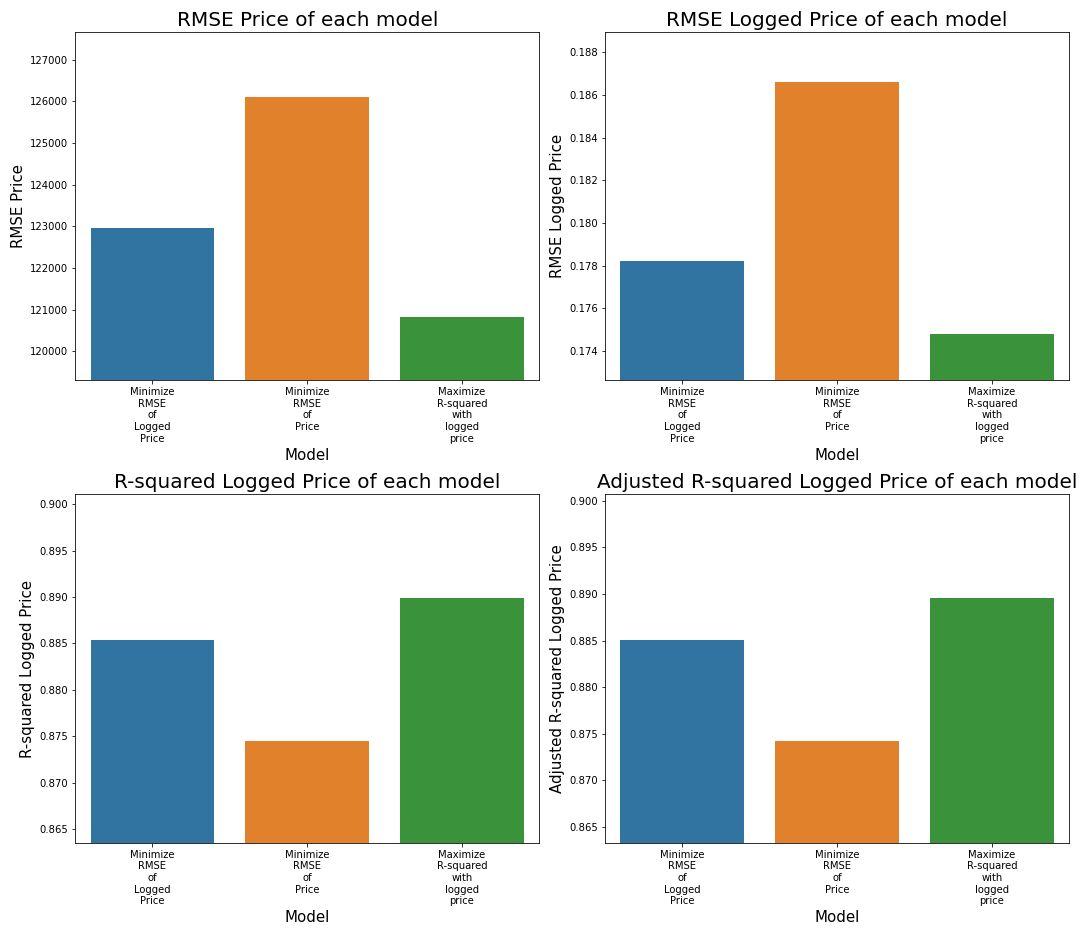 RMSE Price of each model
RMSE Price
127000
126000
125000
124000
123000
122000
121000
120000
Minimize
RMSE
of
Logged
Price
Minimize
RMSE
of
Price
Maximize
R-squared
with
logged
price
Model
RMSE Logged Price of each model
RMSE Logged Price
0.188
0.186
0.184
0.182
0.180
0.178
0.176
0.174
Minimize
RMSE
of
Logged
Price
Minimize
RMSE
of
Price
Maximize
R-squared
with
logged
price
Model
R-squared Logged Price of each model
R-squared Logged Price
0.900
0.895
0.890
0.885
0.880
0.875
0.870
0.865
Minimize
RMSE
of
Logged
Price
Minimize
RMSE
of
Price
Maximize
R-squared
with
logged
price
Model
Adjusted R-squared Logged Price of each model
Adjusted R-squared Logged Price
0.900
0.895
0.890
0.885
0.880
0.875
0.870
0.865
Minimize
RMSE
of
Logged
Price
Minimize
RMSE
of
Price
Maximize
R-squared
with
logged
price
Model